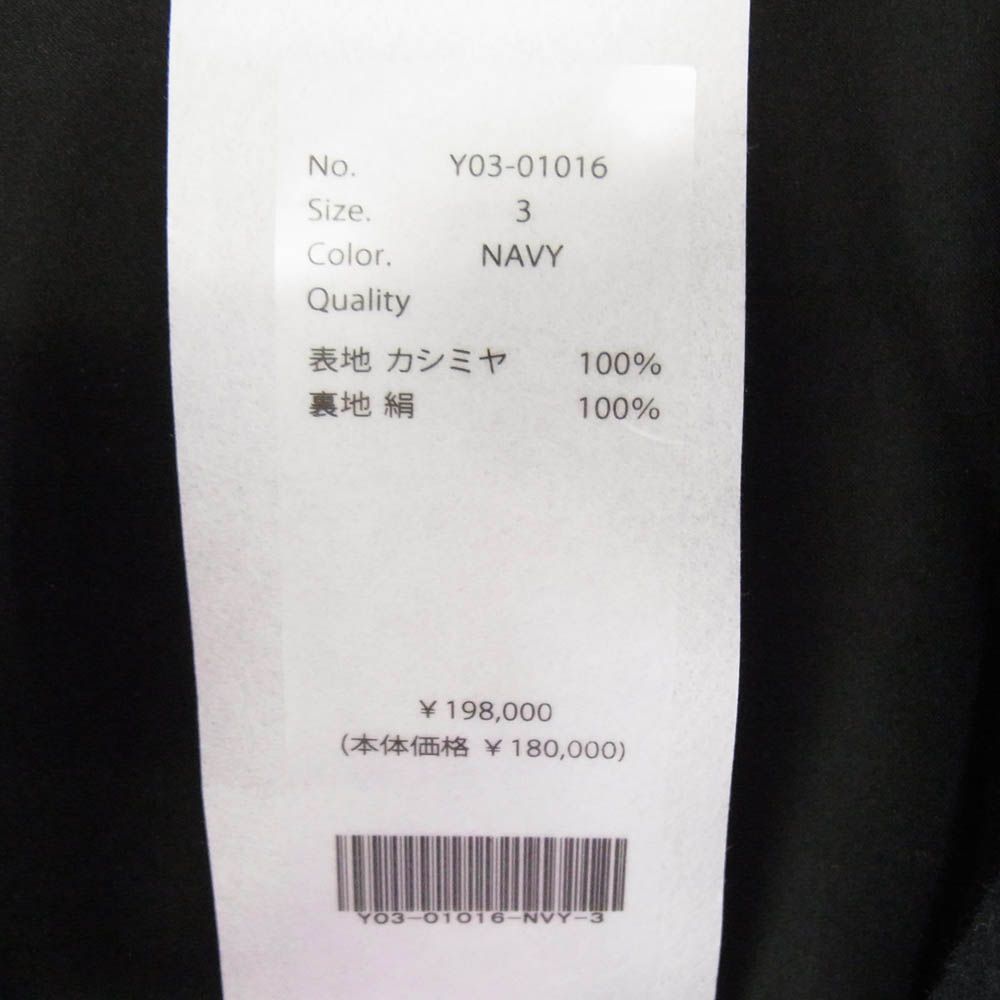 No. Y03-01016
Size. 3
Color. NAVY
Quality
表地 カシミヤ 100%
裏地 絹 100%
¥198,000
(本体価格 ¥180,000)
Y03-01016-NVY-3